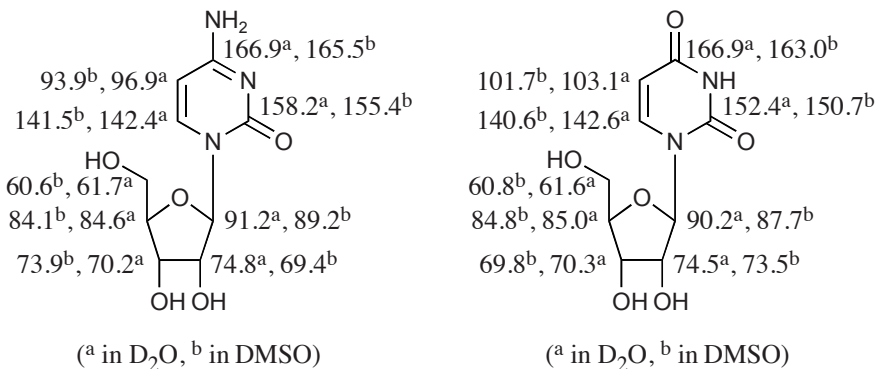 NH₂ O
166.9ᵃ, 165.5ᵇ 166.9ᵃ, 163.0ᵇ
93.9ᵇ, 96.9ᵃ N 101.7ᵇ, 103.1ᵃ NH
158.2ᵃ, 155.4ᵇ 152.4ᵃ, 150.7ᵇ
141.5ᵇ, 142.4ᵃ N O 140.6ᵇ, 142.6ᵃ N O
HO HO
60.6ᵇ, 61.7ᵃ O 60.8ᵇ, 61.6ᵃ O
84.1ᵇ, 84.6ᵃ 91.2ᵃ, 89.2ᵇ 84.8ᵇ, 85.0ᵃ 90.2ᵃ, 87.7ᵇ
73.9ᵇ, 70.2ᵃ 74.8ᵃ, 69.4ᵇ 69.8ᵇ, 70.3ᵃ 74.5ᵃ, 73.5ᵇ
OH OH OH OH
(ᵃ in D₂O, ᵇ in DMSO) (ᵃ in D₂O, ᵇ in DMSO)